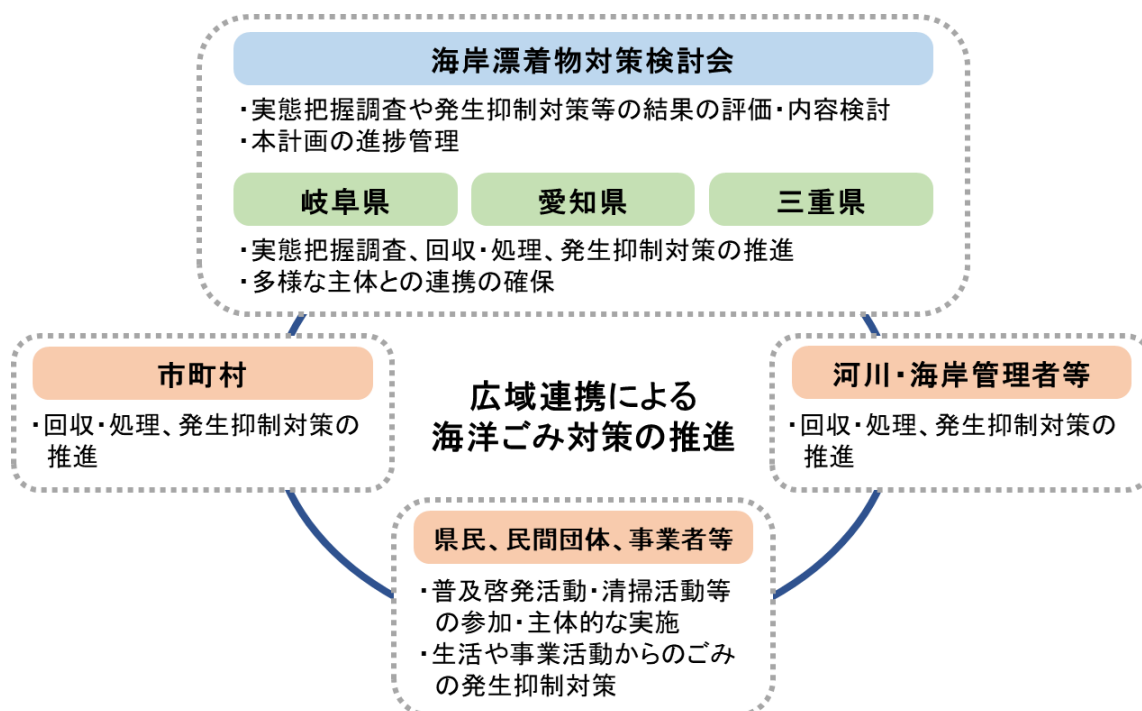 海岸漂着物対策検討会
・実態把握調査や発生抑制対策等の結果の評価・内容検討
・本計画の進捗管理
岐阜県
愛知県
三重県
・実態把握調査、回収・処理、発生抑制対策の推進
・多様な主体との連携の確保
市町村
・回収・処理、発生抑制対策の
推進
広域連携による
海洋ごみ対策の推進
河川・海岸管理者等
・回収・処理、発生抑制対策の
推進
県民、民間団体、事業者等
・普及啓発活動・清掃活動等
の参加・主体的な実施
・生活や事業活動からのごみ
の発生抑制対策